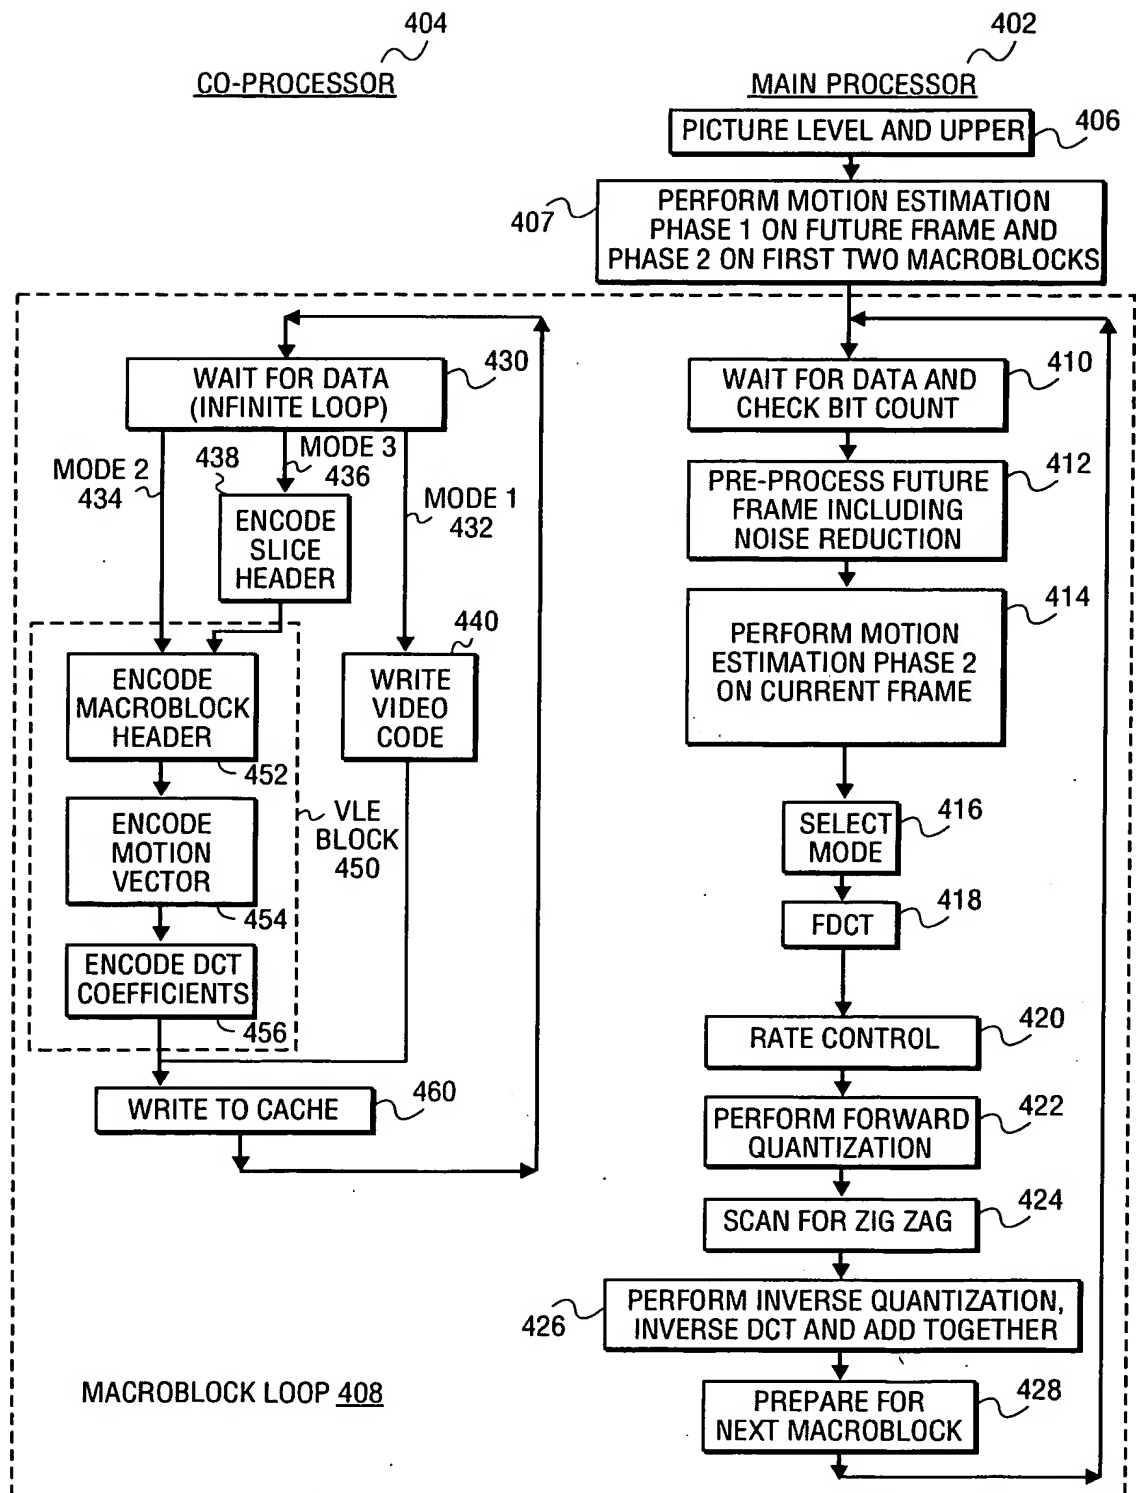 404
CO-PROCESSOR
402
MAIN PROCESSOR
PICTURE LEVEL AND UPPER
406
407
PERFORM MOTION ESTIMATION
PHASE 1 ON FUTURE FRAME AND
PHASE 2 ON FIRST TWO MACROBLOCKS
WAIT FOR DATA
(INFINITE LOOP)
430
MODE 2
434
438
MODE 3
436
MODE 1
432
ENCODE
SLICE
HEADER
ENCODE
MACROBLOCK
HEADER
452
440
WRITE
VIDEO
CODE
ENCODE
MOTION
VECTOR
454
VLE
BLOCK
450
ENCODE DCT
COEFFICIENTS
456
WRITE TO CACHE
460
WAIT FOR DATA AND
CHECK BIT COUNT
410
PRE-PROCESS FUTURE
FRAME INCLUDING
NOISE REDUCTION
412
PERFORM MOTION
ESTIMATION PHASE 2
ON CURRENT FRAME
414
SELECT
MODE
416
FDCT
418
RATE CONTROL
420
PERFORM FORWARD
QUANTIZATION
422
SCAN FOR ZIG ZAG
424
426
PERFORM INVERSE QUANTIZATION,
INVERSE DCT AND ADD TOGETHER
PREPARE FOR
NEXT MACROBLOCK
428
MACROBLOCK LOOP 408